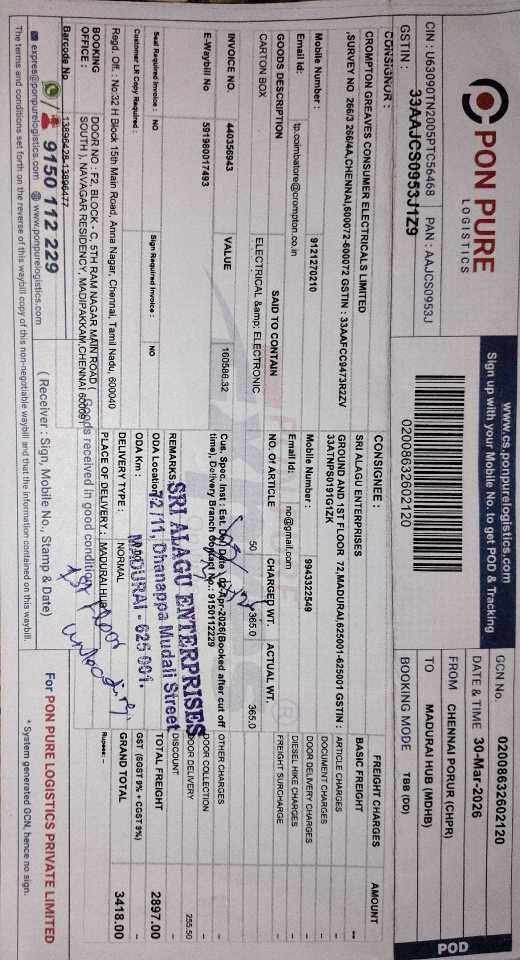 PON PURE
LOGISTICS
CIN : U63090TN2005PTC56468 PAN : AAJCS0953J
GSTIN : 33AAJCS0953J1Z9
www.cs.ponpurelogistics.com
Sign up with your Mobile No. to get POD & Tracking
02008632602120
GCN No. 02008632602120
DATE & TIME 30-Mar-2026
FROM CHENNAI PORUR (CHPR)
TO MADURAI HUB (MDHB)
BOOKING MODE TBB (DD)
POD
CONSIGNOR :
CROMPTON GREAVES CONSUMER ELECTRICALS LIMITED
,SURVEY NO 266/3 266/4A,CHENNAI,600072-600072 GSTIN : 33AAFCC9473R2ZV
Mobile Number : 9121270210
Email Id: tp.coimbatore@crompton.co.in
CONSIGNEE :
SRI ALAGU ENTERPRISES
GROUND AND 1ST FLOOR 72,MADURAI,625001-625001 GSTIN :
33ATNPS0191G1ZK
Mobile Number : 9943322549
Email Id: no@gmail.com
GOODS DESCRIPTION SAID TO CONTAIN NO. OF ARTICLE CHARGED WT. ACTUAL WT.
CARTON BOX ELECTRICAL &amp; ELECTRONIC 50 365.0 365.0
INVOICE NO. 440356943 VALUE 160586.32
E-Waybill No 591980017493
Seal Required Invoice : NO Sign Required Invoice : NO
Customer LR Copy Required :
Cus. Spec. Inst : Est. Del Date : 02-Apr-2026(Booked after cut off
time), Delivery Branch Contact No.: 9150112229
REMARKS
ODA Location
ODA Km :
DELIVERY TYPE : NORMAL
PLACE OF DELIVERY : MADURAI HUB
SRI ALAGU ENTERPRISES
72/11, Dhanappa Mudali Street
MADURAI - 625 001.
FREIGHT CHARGES AMOUNT
BASIC FREIGHT --
ARTICLE CHARGES
DOCUMENT CHARGES
DOOR DELIVERY CHARGES
DIESEL HIKE CHARGES
FREIGHT SURCHARGE
OTHER CHARGES -
DOOR COLLECTION -
DOOR DELIVERY 255.50
DISCOUNT -
TOTAL FREIGHT 2897.00
GST (SGST 9% + CGST 9%) -
GRAND TOTAL 3418.00
Rupees: --
Regd. Off. : No:32 H Block 15th Main Road, Anna Nagar, Chennai, Tamil Nadu, 600040
BOOKING OFFICE : DOOR NO : F2, BLOCK - C, 5TH RAM NAGAR MAIN ROAD (
SOUTH ), NAVAGAR RESIDENCY, MADIPAKKAM,CHENNAI 600091
Barcode No 13896428-13896477
Goods received in good condition
1st floor
unloading
9150 112 229
expres@ponpurelogistics.com www.ponpurelogistics.com
( Receiver : Sign, Mobile No., Stamp & Date)
For PON PURE LOGISTICS PRIVATE LIMITED
The terms and conditions set forth on the reverse of this waybill copy of this non-negotiable waybill and that the information contained on this waybill.
* System generated GCN, hence no sign.